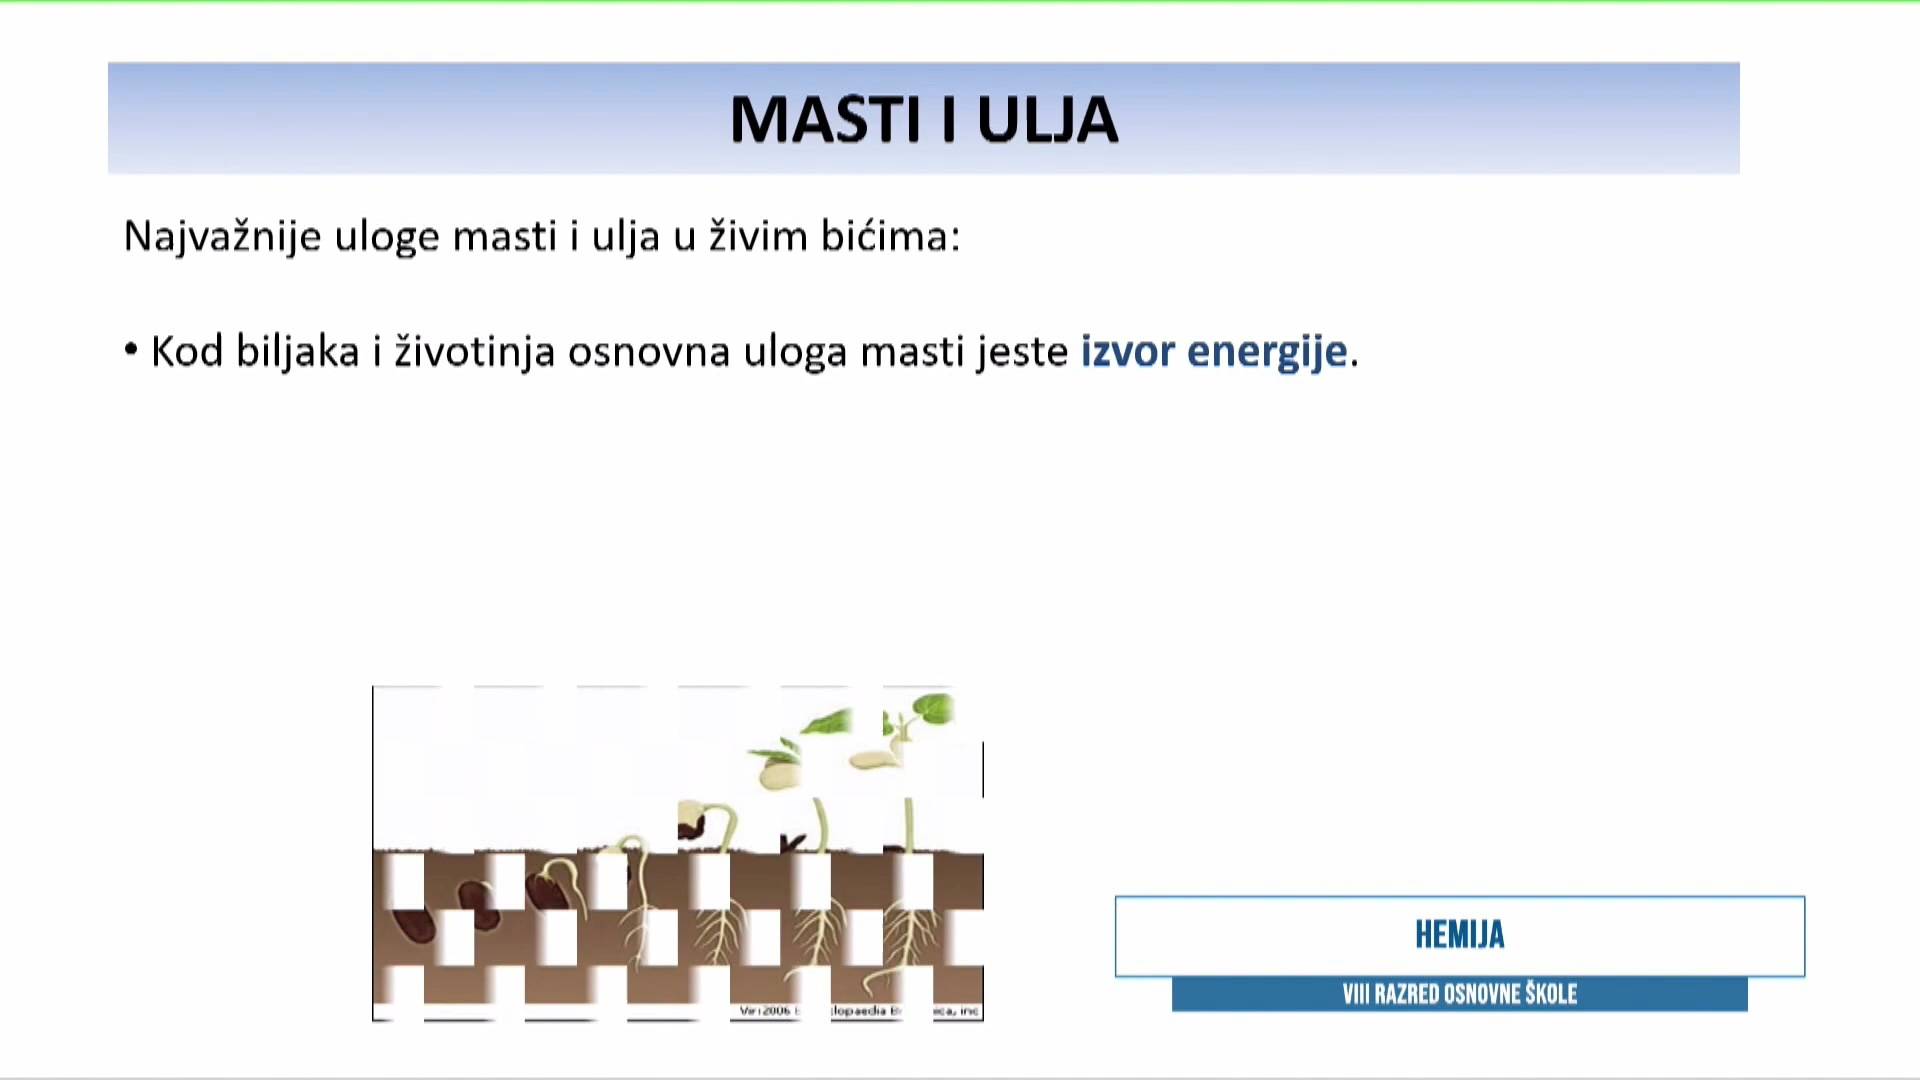 MASTI I ULJA
Najvažnije uloge masti i ulja u živim bićima:
• Kod biljaka i životinja osnovna uloga masti jeste izvor energije.
HEMIJA
VIII RAZRED OSNOVNE ŠKOLE
2006